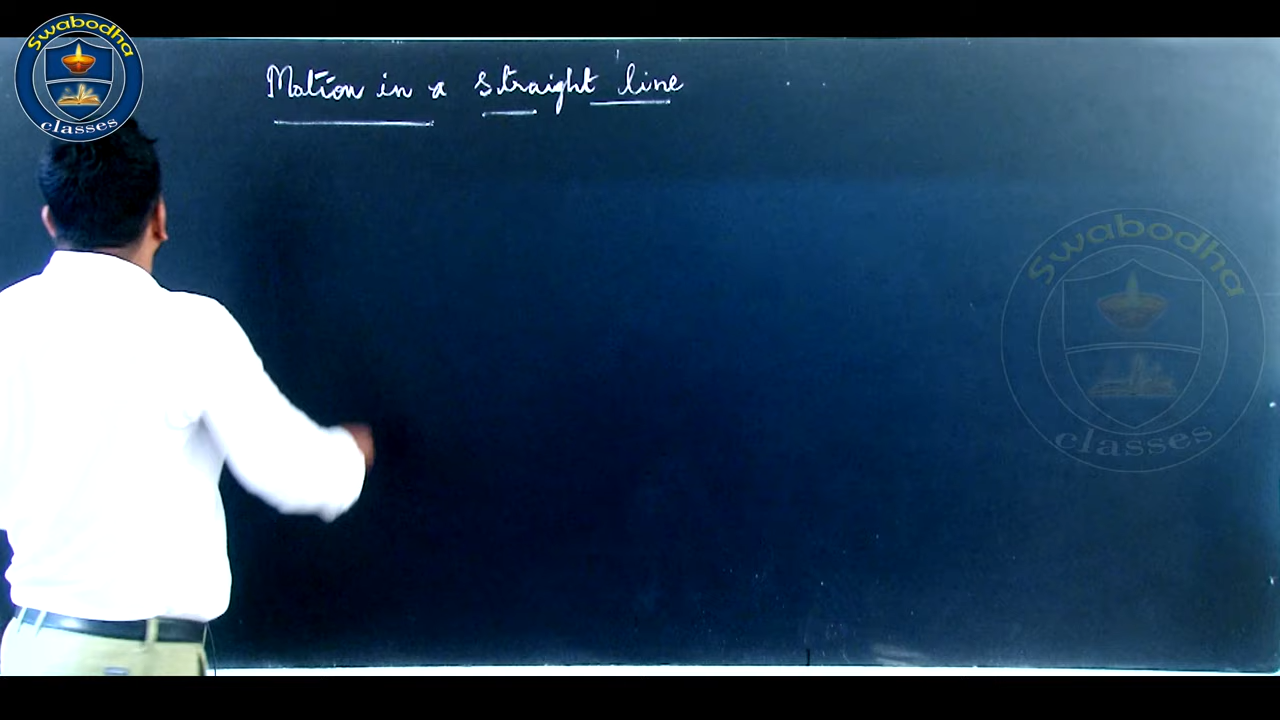 Swabodha
classes
Motion in a straight line
Swabodha
classes